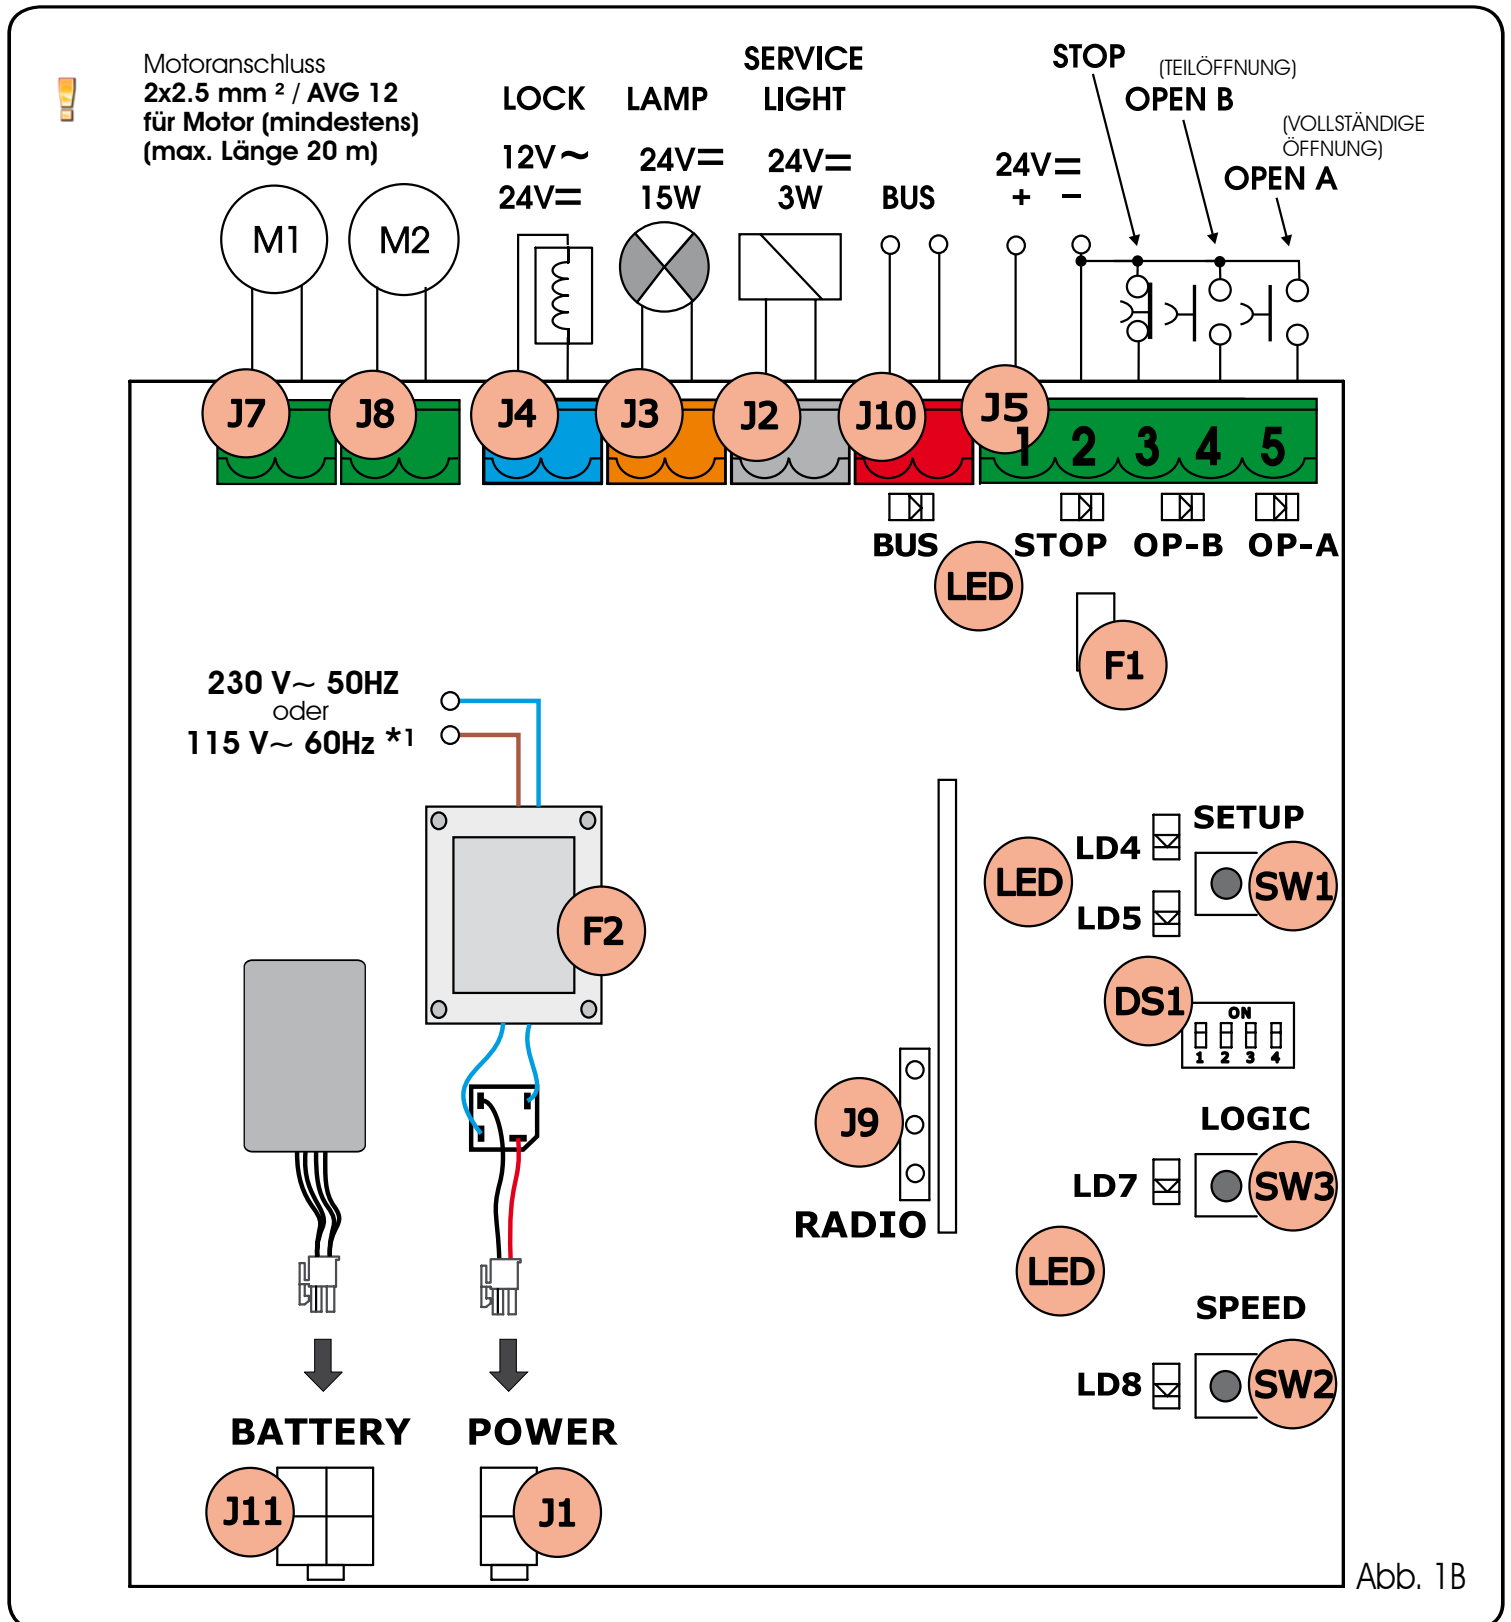 Motoranschluss
2x2.5 mm ² / AVG 12
für Motor (mindestens)
(max. Länge 20 m)
LOCK
12V~
24V=
LAMP
24V=
15W
SERVICE
LIGHT
24V=
3W
BUS
24V=
+ −
STOP
(TEILÖFFNUNG)
OPEN B
(VOLLSTÄNDIGE
ÖFFNUNG)
OPEN A
M1 M2
J7 J8 J4 J3 J2 J10 J5
1 2 3 4 5
BUS STOP OP-B OP-A
LED
F1
230 V~ 50HZ
oder
115 V~ 60Hz *1
F2
SETUP
LD4
LED
SW1
LD5
DS1
ON
1 2 3 4
J9
RADIO
LOGIC
LD7 SW3
LED
SPEED
LD8 SW2
BATTERY POWER
J11 J1
Abb. 1B